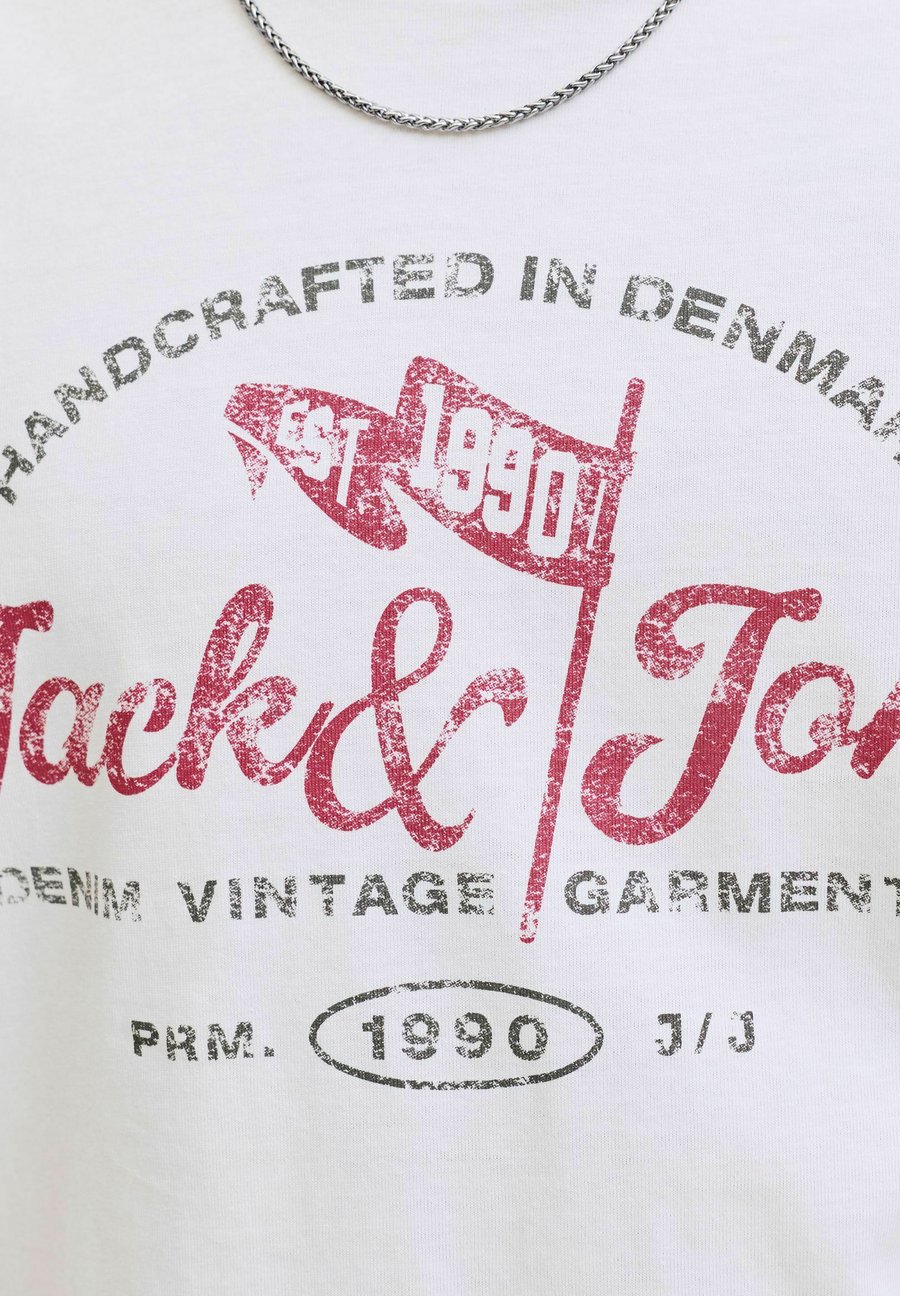 HANDCRAFTED IN DENMAR
EST 1990
Jack & Jon
DENIM VINTAGE GARMENT
PRM. 1990 J/J